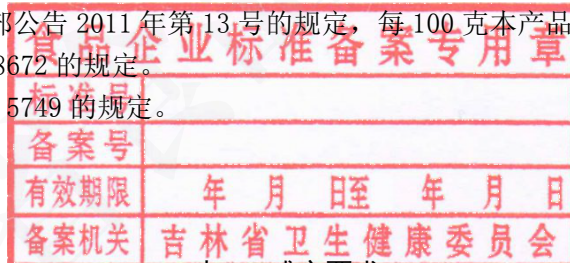 部公告 2011 年第 13 号的规定，每 100 克本产品
食品企业标准备案专用章
8672 的规定。
标准号
5749 的规定。
备案号
有效期限 年 月 日至 年 月 日
备案机关 吉林省卫生健康委员会